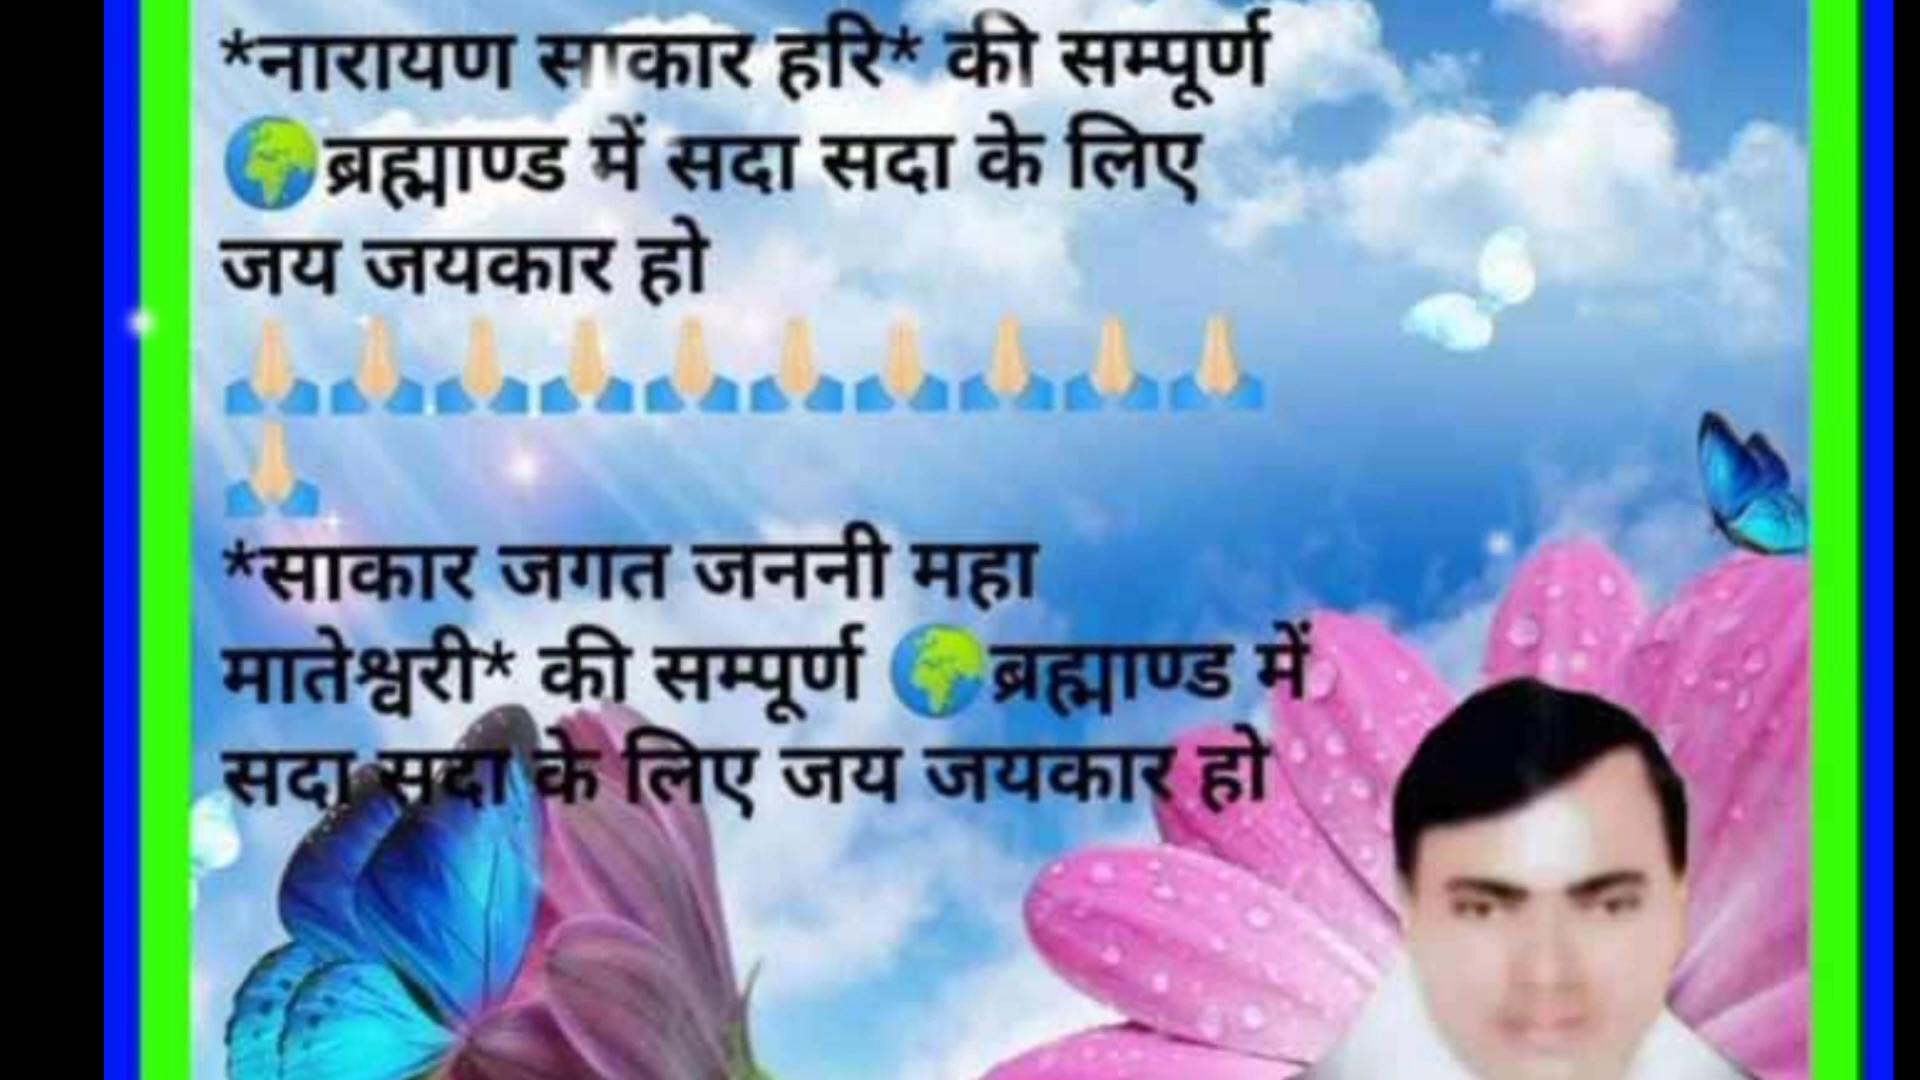 *नारायण साकार हरि* की सम्पूर्ण
🌍ब्रह्माण्ड में सदा सदा के लिए
जय जयकार हो
🙏🏻🙏🏻🙏🏻🙏🏻🙏🏻🙏🏻🙏🏻🙏🏻🙏🏻🙏🏻
🙏🏻
*साकार जगत जननी महा
मातेश्वरी* की सम्पूर्ण 🌍ब्रह्माण्ड में
सदा सदा के लिए जय जयकार हो